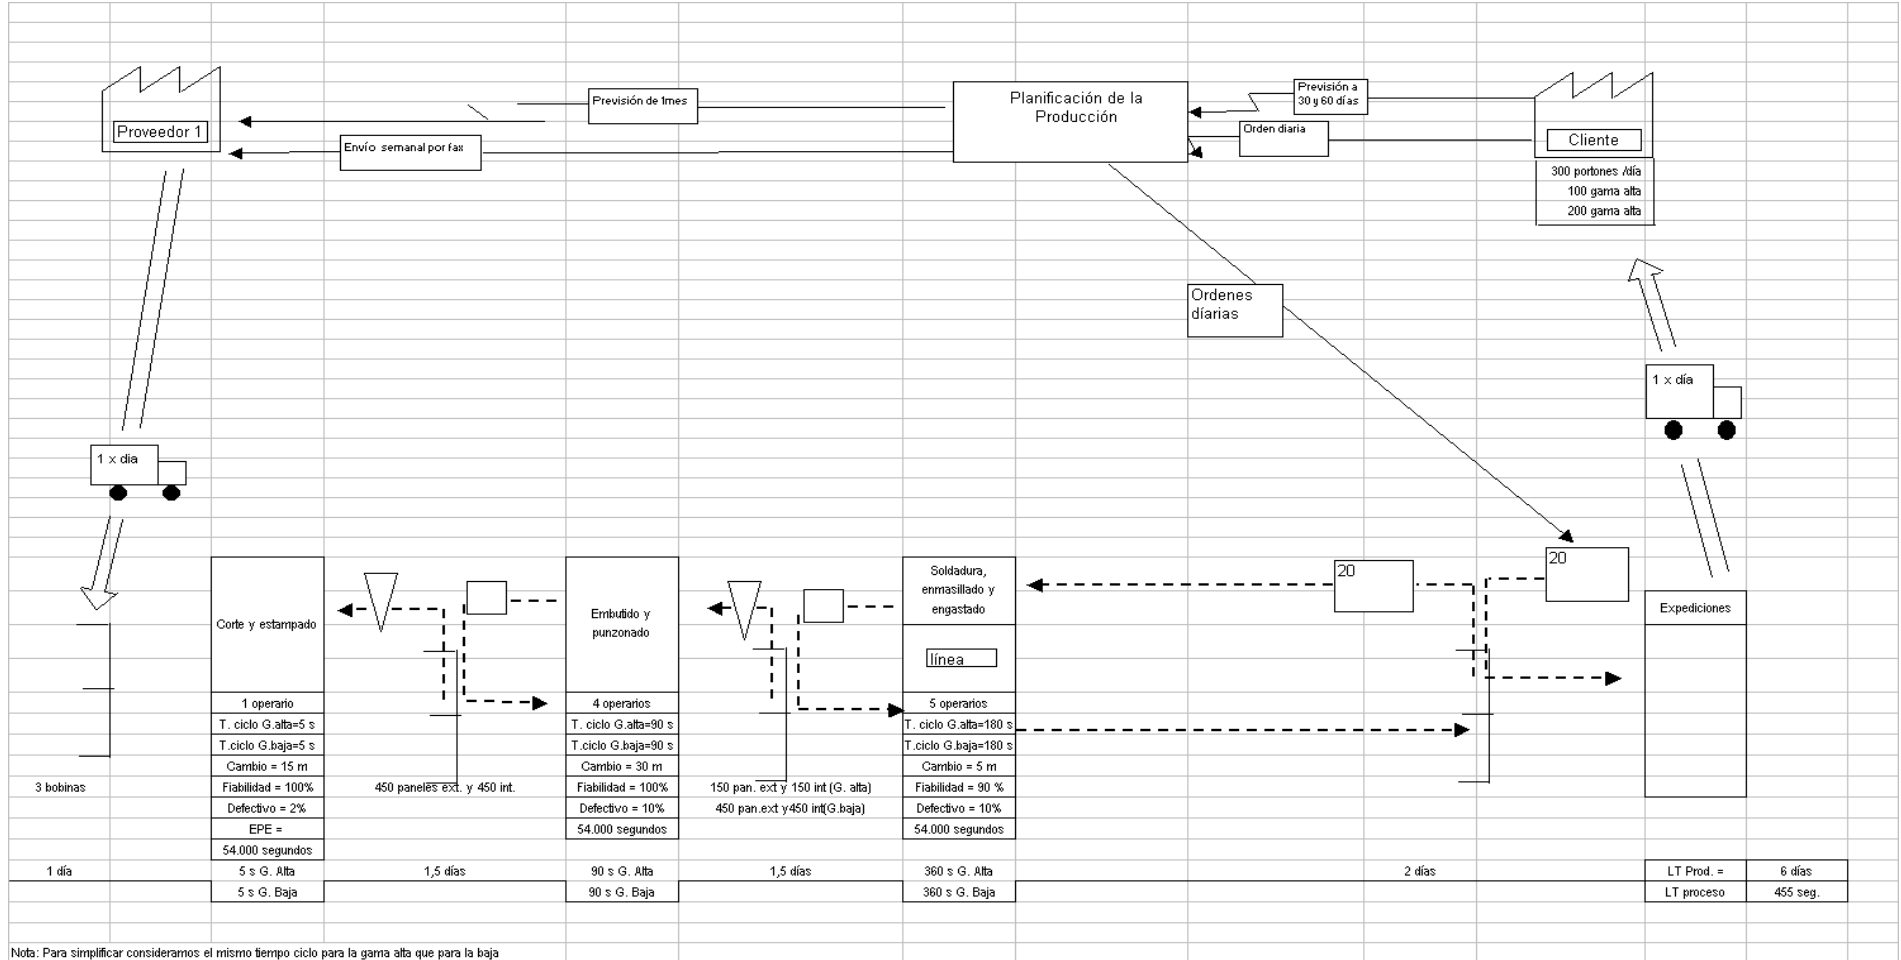 Proveedor 1
Previsión de 1mes
Envío semanal por fax
Planificación de la
Producción
Previsión a
30 y 60 días
Orden diaria
Cliente
300 portones /día
100 gama alta
200 gama alta
Ordenes
díarias
1 x día
1 x dia
20
20
Corte y estampado
Embutido y
punzonado
Soldadura,
enmasillado y
engastado
línea
Expediciones
1 operario
T. ciclo G.alta=5 s
T.ciclo G.baja=5 s
Cambio = 15 m
Fiabilidad = 100%
Defectivo = 2%
EPE =
54.000 segundos
4 operarios
T. ciclo G.alta=90 s
T.ciclo G.baja=90 s
Cambio = 30 m
Fiabilidad = 100%
Defectivo = 10%
54.000 segundos
5 operarios
T. ciclo G.alta=180 s
T.ciclo G.baja=180 s
Cambio = 5 m
Fiabilidad = 90 %
Defectivo = 10%
54.000 segundos
3 bobinas
450 paneles ext. y 450 int.
150 pan. ext y 150 int (G. alta)
450 pan.ext y450 int(G.baja)
1 día
5 s G. Alta
1,5 días
90 s G. Alta
1,5 días
360 s G. Alta
2 días
LT Prod. =
6 días
5 s G. Baja
90 s G. Baja
360 s G. Baja
LT proceso
455 seg.
Nota: Para simplificar consideramos el mismo tiempo ciclo para la gama alta que para la baja